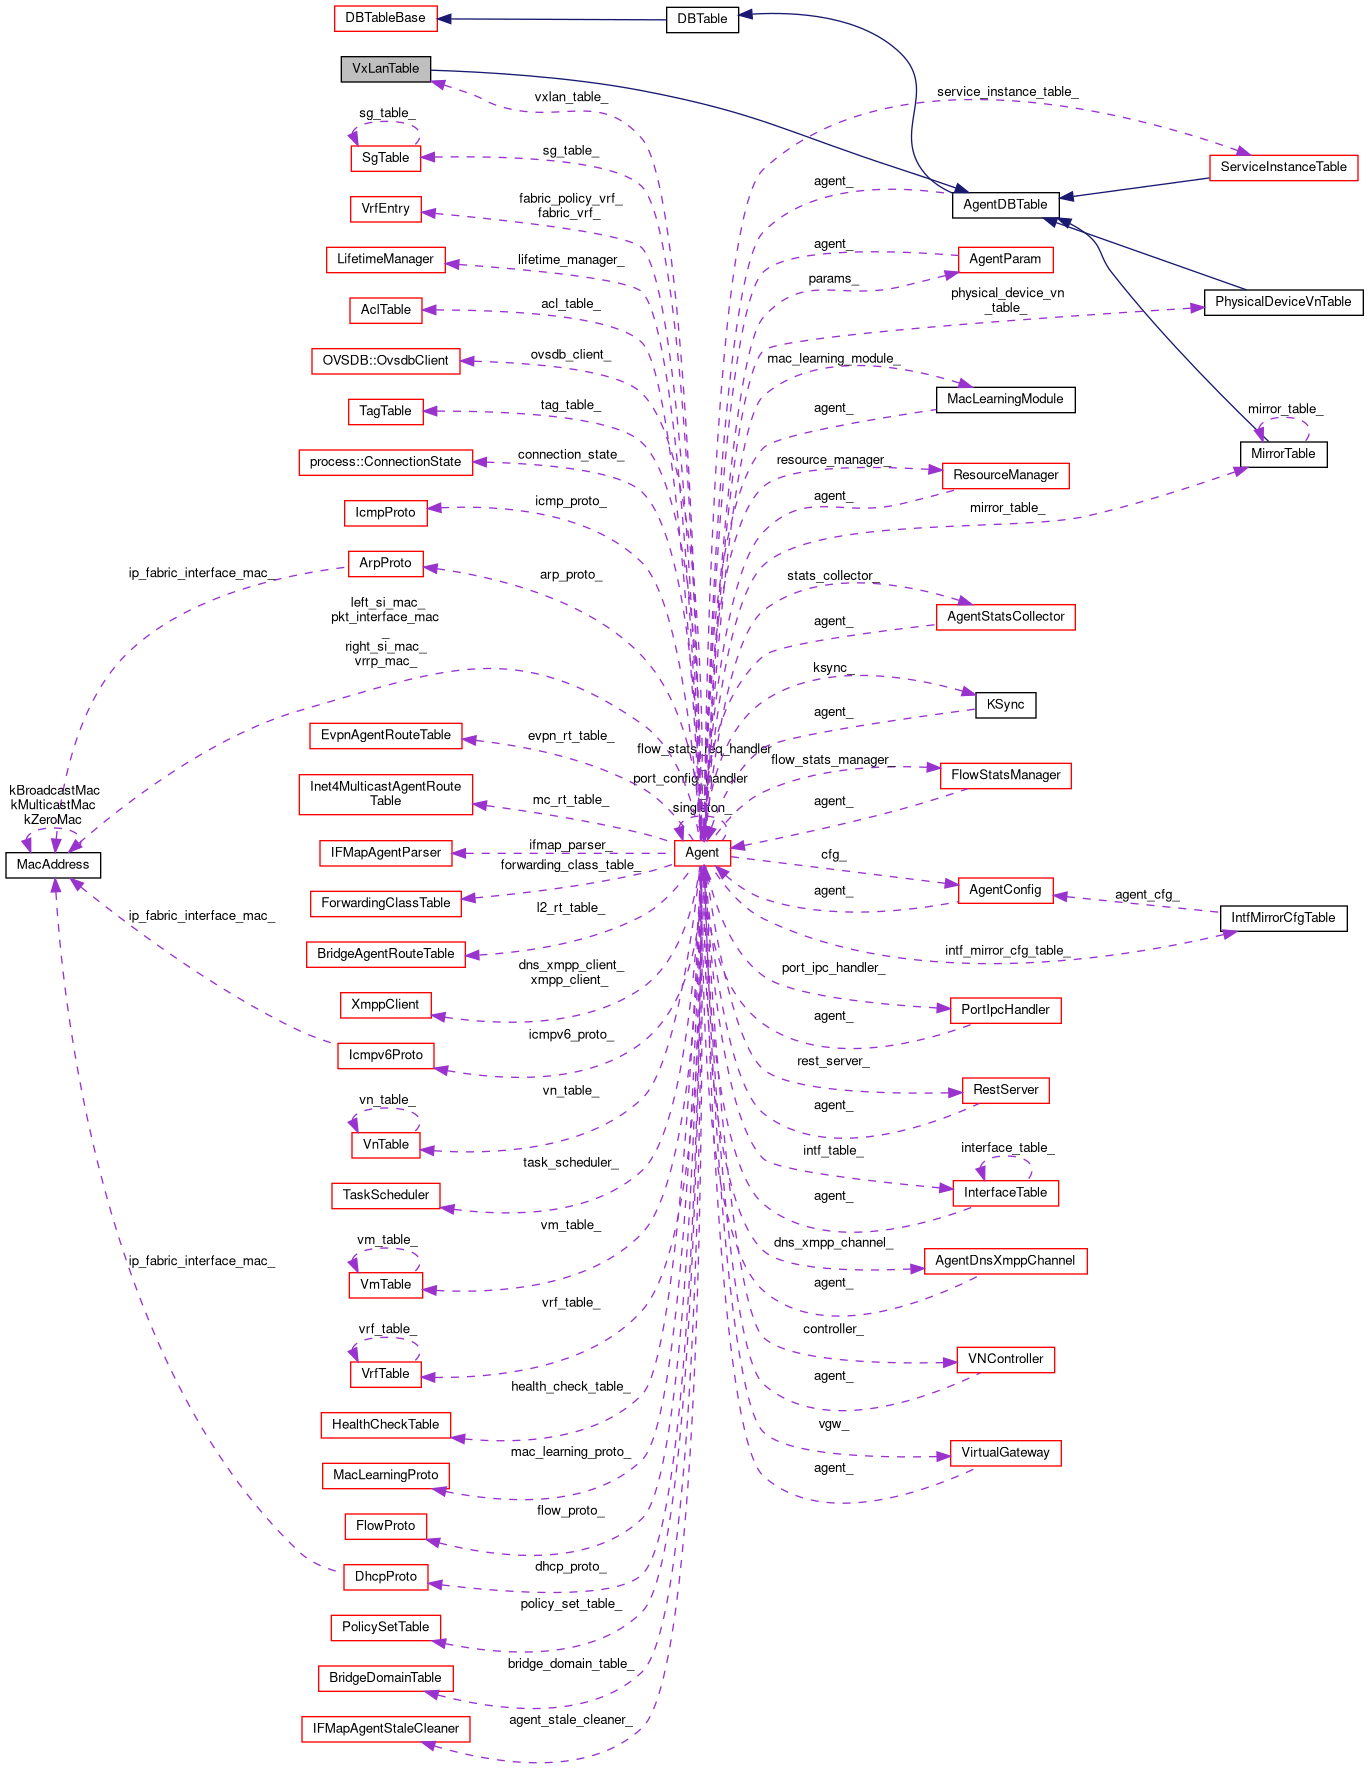 DBTableBase
DBTable
VxLanTable
vxlan_table_
service_instance_table_
sg_table_
SgTable
sg_table_
ServiceInstanceTable
agent_
AgentDBTable
VrfEntry
fabric_policy_vrf_
fabric_vrf_
LifetimeManager
lifetime_manager_
agent_
AgentParam
params_
AclTable
acl_table_
physical_device_vn
_table_
PhysicalDeviceVnTable
OVSDB::OvsdbClient
ovsdb_client_
mac_learning_module_
MacLearningModule
TagTable
tag_table_
agent_
mirror_table_
MirrorTable
process::ConnectionState
connection_state_
resource_manager_
ResourceManager
agent_
IcmpProto
icmp_proto_
mirror_table_
ArpProto
ip_fabric_interface_mac_
arp_proto_
stats_collector_
AgentStatsCollector
agent_
left_si_mac_
pkt_interface_mac
_
right_si_mac_
vrrp_mac_
ksync_
KSync
agent_
EvpnAgentRouteTable
evpn_rt_table_
flow_stats_req_handler
_
port_config_handler
_
singleton_
flow_stats_manager_
FlowStatsManager
agent_
Inet4MulticastAgentRoute
Table
mc_rt_table_
kBroadcastMac
kMulticastMac
kZeroMac
MacAddress
IFMapAgentParser
ifmap_parser_
Agent
cfg_
AgentConfig
agent_
agent_cfg_
IntfMirrorCfgTable
forwarding_class_table_
ForwardingClassTable
l2_rt_table_
ip_fabric_interface_mac_
BridgeAgentRouteTable
intf_mirror_cfg_table_
dns_xmpp_client_
xmpp_client_
XmppClient
port_ipc_handler_
PortIpcHandler
agent_
icmpv6_proto_
Icmpv6Proto
rest_server_
RestServer
agent_
vn_table_
VnTable
vn_table_
intf_table_
interface_table_
InterfaceTable
agent_
task_scheduler_
TaskScheduler
vm_table_
VmTable
vm_table_
dns_xmpp_channel_
AgentDnsXmppChannel
agent_
ip_fabric_interface_mac_
vrf_table_
VrfTable
vrf_table_
controller_
VNController
agent_
health_check_table_
HealthCheckTable
vgw_
VirtualGateway
agent_
mac_learning_proto_
MacLearningProto
flow_proto_
FlowProto
dhcp_proto_
DhcpProto
policy_set_table_
PolicySetTable
bridge_domain_table_
BridgeDomainTable
agent_stale_cleaner_
IFMapAgentStaleCleaner